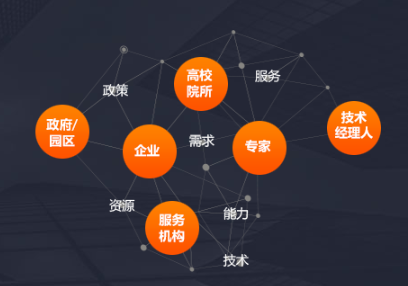 高校
院所
服务
政策
政府/
园区
技术
经理人
企业
需求
专家
资源
服务
机构
能力
技术